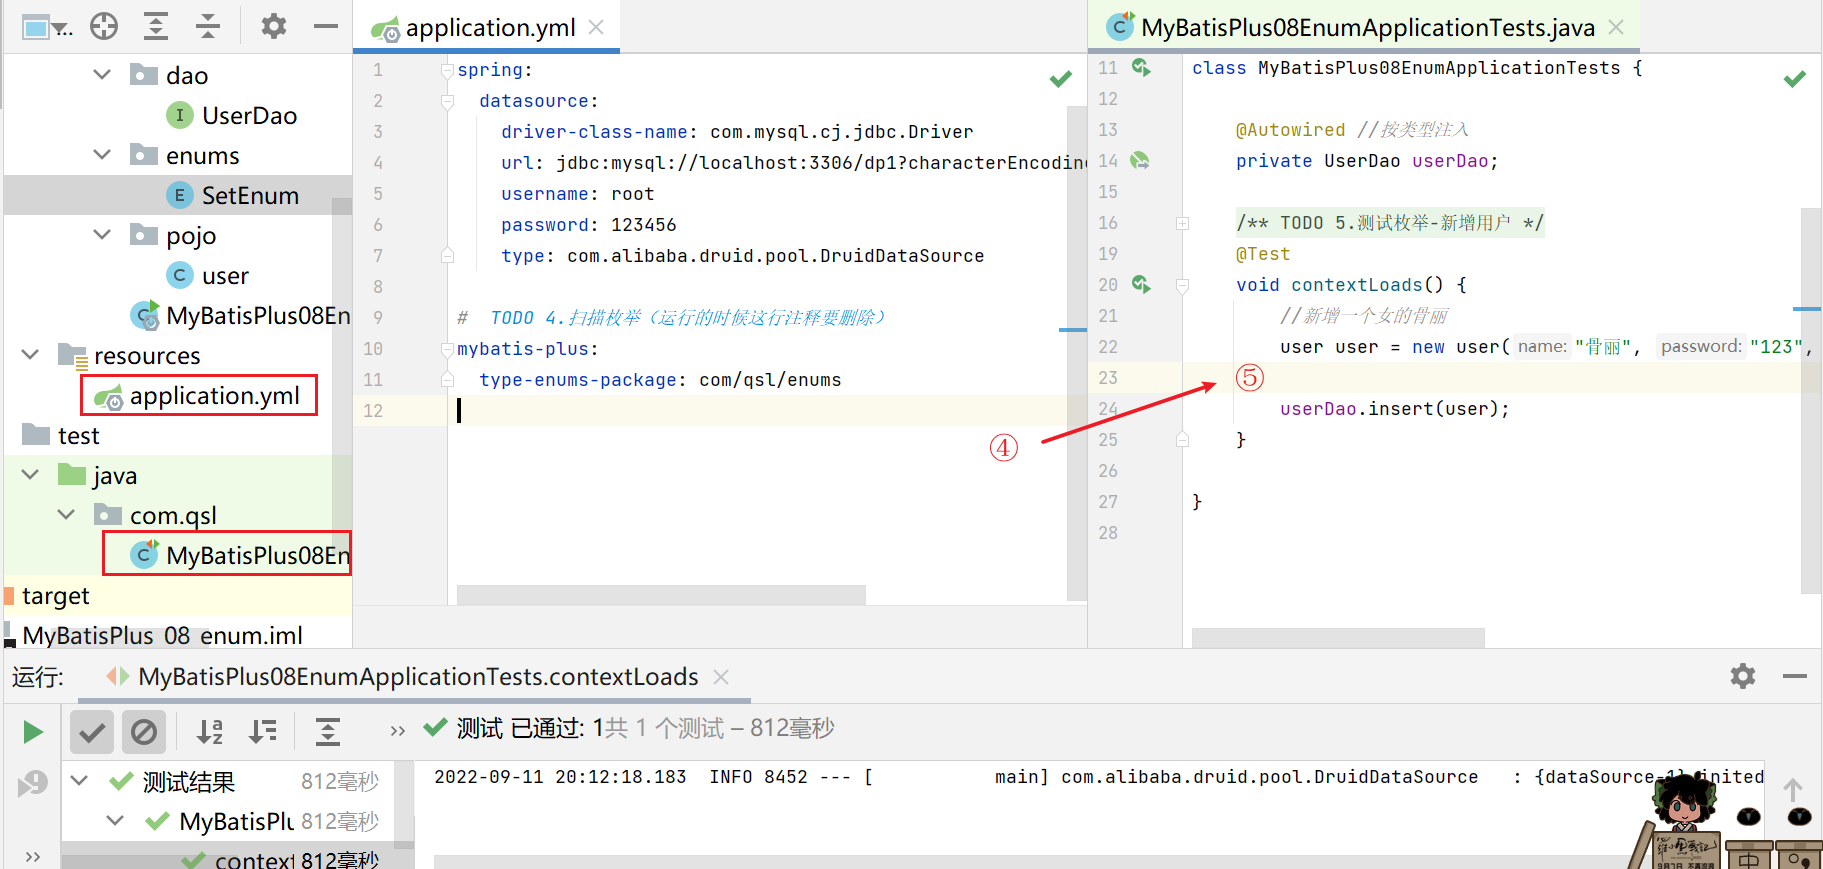 ...
dao
UserDao
enums
SetEnum
pojo
user
MyBatisPlus08En
resources
application.yml
test
java
com.qsl
MyBatisPlus08En
target
MyBatisPlus_08_enum.iml
application.yml
1 spring:
2 datasource:
3 driver-class-name: com.mysql.cj.jdbc.Driver
4 url: jdbc:mysql://localhost:3306/dp1?characterEncoding
5 username: root
6 password: 123456
7 type: com.alibaba.druid.pool.DruidDataSource
8
9 # TODO 4.扫描枚举（运行的时候这行注释要删除）
10 mybatis-plus:
11 type-enums-package: com/qsl/enums
12
④
MyBatisPlus08EnumApplicationTests.java
11 class MyBatisPlus08EnumApplicationTests {
12
13 @Autowired //按类型注入
14 private UserDao userDao;
15
16 /** TODO 5.测试枚举-新增用户 */
19 @Test
20 void contextLoads() {
21 //新增一个女的骨丽
22 user user = new user( name: "骨丽", password: "123",
23 ⑤
24 userDao.insert(user);
25 }
26
27 }
28
运行: MyBatisPlus08EnumApplicationTests.contextLoads
测试 已通过: 1共 1 个测试 – 812毫秒
测试结果 812毫秒
MyBatisPlu 812毫秒
context 812毫秒
2022-09-11 20:12:18.183 INFO 8452 --- [ main] com.alibaba.druid.pool.DruidDataSource : {dataSource-1} inited
中